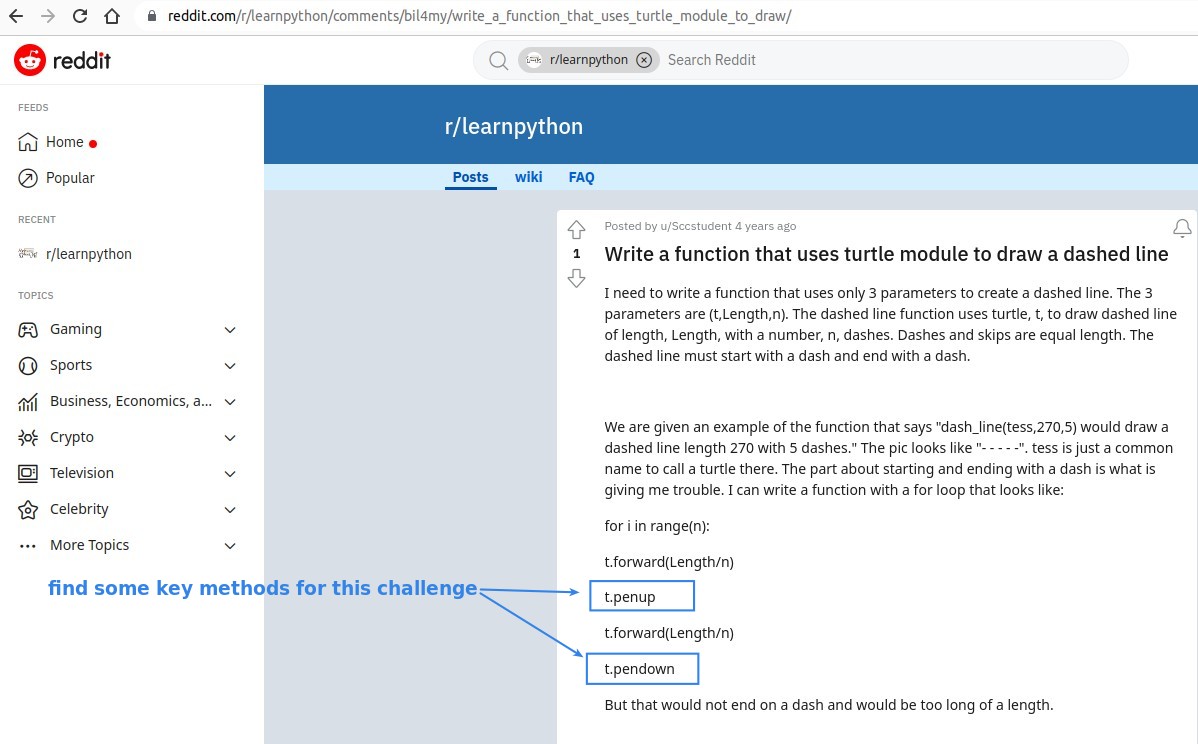 reddit.com/r/learnpython/comments/bil4my/write_a_function_that_uses_turtle_module_to_draw/
reddit
r/learnpython
Search Reddit
FEEDS
Home
Popular
RECENT
r/learnpython
TOPICS
Gaming
Sports
Business, Economics, a...
Crypto
Television
Celebrity
More Topics
r/learnpython
Posts wiki FAQ
Posted by u/Sccstudent 4 years ago
1
Write a function that uses turtle module to draw a dashed line
I need to write a function that uses only 3 parameters to create a dashed line. The 3
parameters are (t,Length,n). The dashed line function uses turtle, t, to draw dashed line
of length, Length, with a number, n, dashes. Dashes and skips are equal length. The
dashed line must start with a dash and end with a dash.
We are given an example of the function that says "dash_line(tess,270,5) would draw a
dashed line length 270 with 5 dashes." The pic looks like "- - - - -". tess is just a common
name to call a turtle there. The part about starting and ending with a dash is what is
giving me trouble. I can write a function with a for loop that looks like:
for i in range(n):
t.forward(Length/n)
find some key methods for this challenge
t.penup
t.forward(Length/n)
t.pendown
But that would not end on a dash and would be too long of a length.